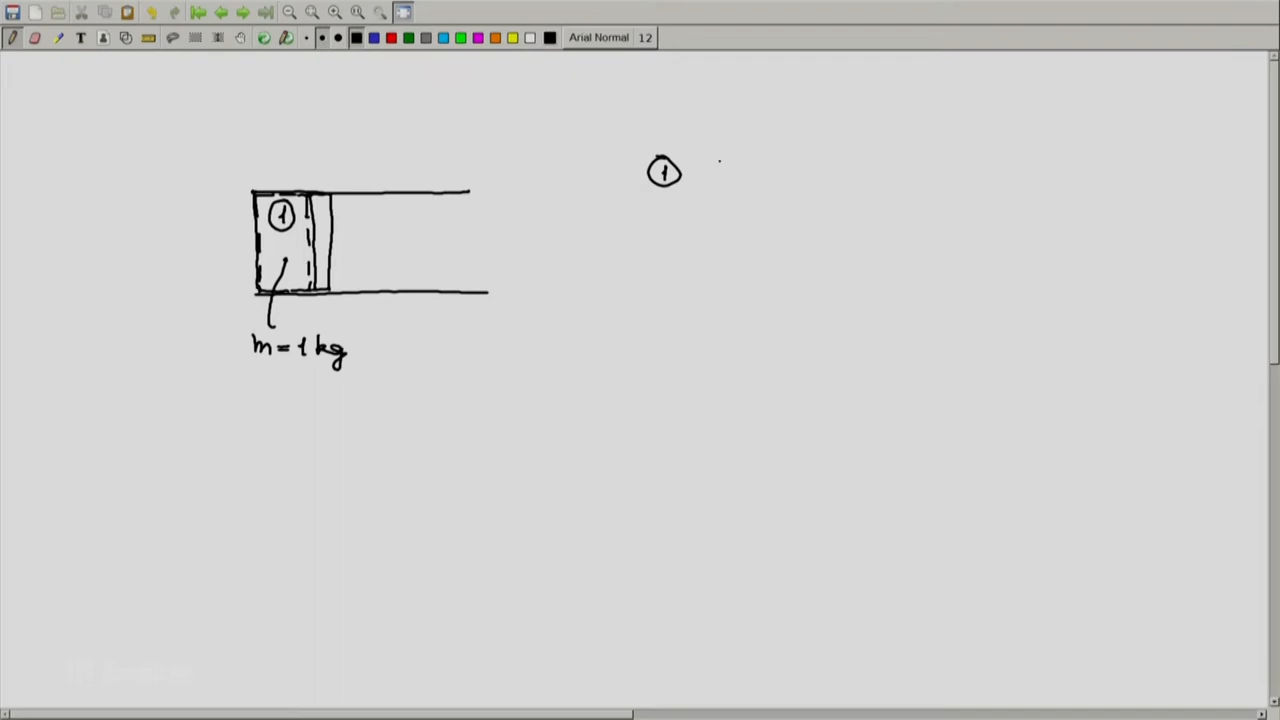 Arial Normal 12
① ①
m = 1 kg